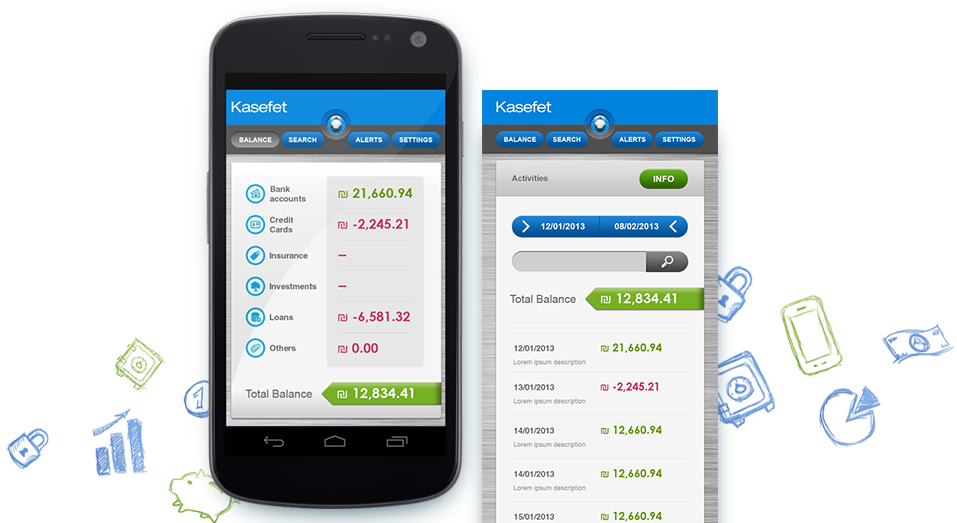 Kasefet
BALANCE SEARCH ALERTS SETTINGS
Bank accounts ₪ 21,660.94
Credit Cards ₪ -2,245.21
Insurance –
Investments –
Loans ₪ -6,581.32
Others ₪ 0.00
Total Balance ₪ 12,834.41
Kasefet
BALANCE SEARCH ALERTS SETTINGS
Activities INFO
12/01/2013 08/02/2013
Total Balance ₪ 12,834.41
12/01/2013 ₪ 21,660.94
Lorem ipsum description
13/01/2013 ₪ -2,245.21
Lorem ipsum description
14/01/2013 ₪ 12,660.94
Lorem ipsum description
14/01/2013 ₪ 12,660.94
Lorem ipsum description
15/01/2013 ₪ 12,660.94
1